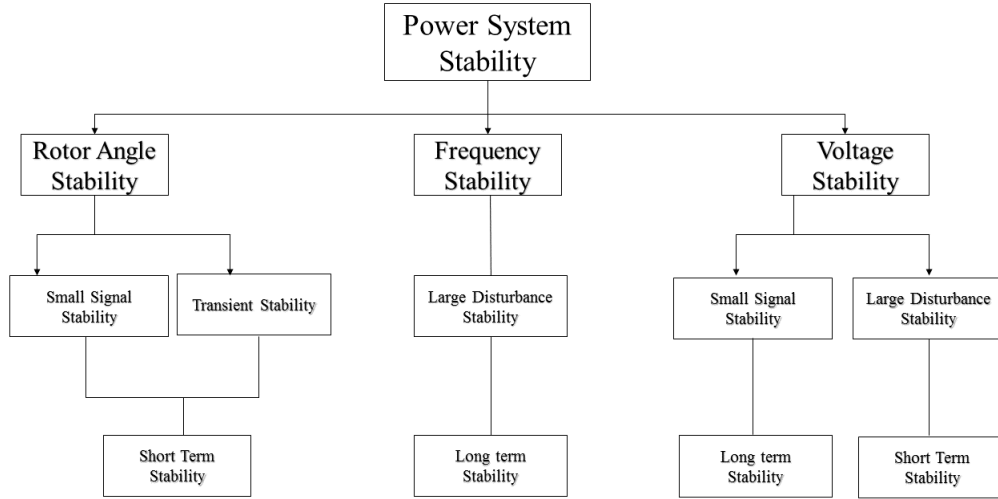 Power System
Stability
Rotor Angle
Stability
Frequency
Stability
Voltage
Stability
Small Signal
Stability
Transient Stability
Large Disturbance
Stability
Small Signal
Stability
Large Disturbance
Stability
Short Term
Stability
Long term
Stability
Long term
Stability
Short Term
Stability